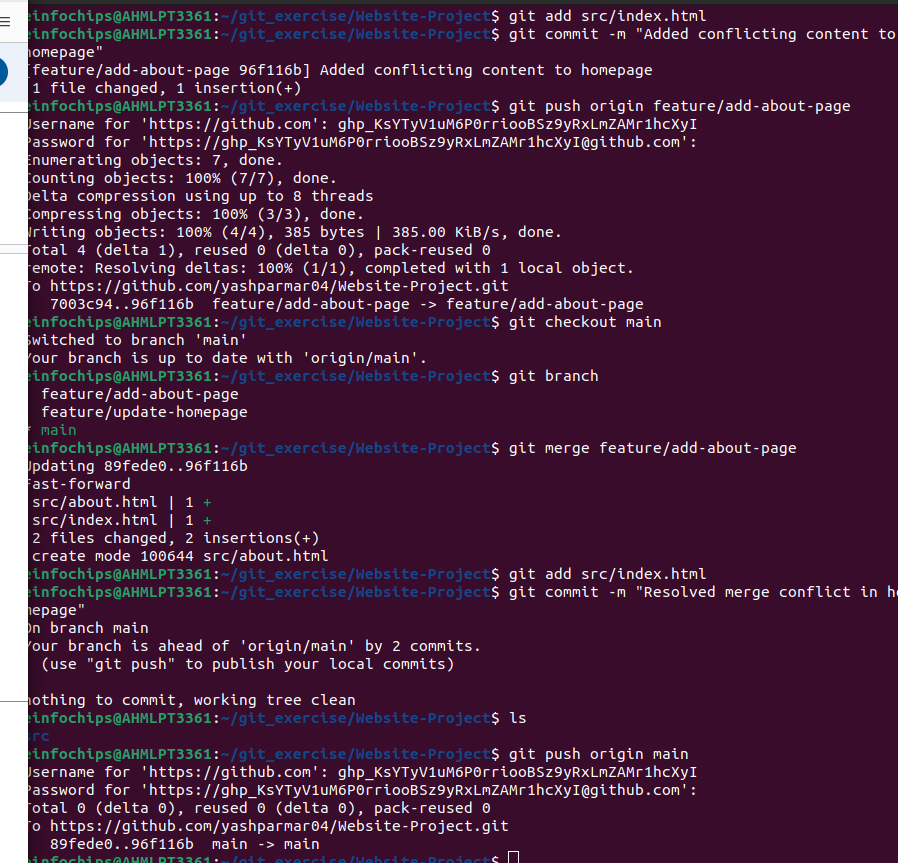 einfochips@AHMLPT3361:~/git_exercise/Website-Project$ git add src/index.html
einfochips@AHMLPT3361:~/git_exercise/Website-Project$ git commit -m "Added conflicting content to
homepage"
[feature/add-about-page 96f116b] Added conflicting content to homepage
1 file changed, 1 insertion(+)
einfochips@AHMLPT3361:~/git_exercise/Website-Project$ git push origin feature/add-about-page
Username for 'https://github.com': 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
Password for 'https://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@github.com':
Enumerating objects: 7, done.
Counting objects: 100% (7/7), done.
Delta compression using up to 8 threads
Compressing objects: 100% (3/3), done.
Writing objects: 100% (4/4), 385 bytes | 385.00 KiB/s, done.
Total 4 (delta 1), reused 0 (delta 0), pack-reused 0
remote: Resolving deltas: 100% (1/1), completed with 1 local object.
To https://github.com/yashparmar04/Website-Project.git
7003c94..96f116b  feature/add-about-page -> feature/add-about-page
einfochips@AHMLPT3361:~/git_exercise/Website-Project$ git checkout main
Switched to branch 'main'
Your branch is up to date with 'origin/main'.
einfochips@AHMLPT3361:~/git_exercise/Website-Project$ git branch
feature/add-about-page
feature/update-homepage
* main
einfochips@AHMLPT3361:~/git_exercise/Website-Project$ git merge feature/add-about-page
Updating 89fede0..96f116b
Fast-forward
src/about.html | 1 +
src/index.html | 1 +
2 files changed, 2 insertions(+)
create mode 100644 src/about.html
einfochips@AHMLPT3361:~/git_exercise/Website-Project$ git add src/index.html
einfochips@AHMLPT3361:~/git_exercise/Website-Project$ git commit -m "Resolved merge conflict in ho
mepage"
On branch main
Your branch is ahead of 'origin/main' by 2 commits.
(use "git push" to publish your local commits)
nothing to commit, working tree clean
einfochips@AHMLPT3361:~/git_exercise/Website-Project$ ls
src
einfochips@AHMLPT3361:~/git_exercise/Website-Project$ git push origin main
Username for 'https://github.com': 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
Password for 'https://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@github.com':
Total 0 (delta 0), reused 0 (delta 0), pack-reused 0
To https://github.com/yashparmar04/Website-Project.git
89fede0..96f116b  main -> main
einfochips@AHMLPT3361:~/git_exercise/Website-Project$